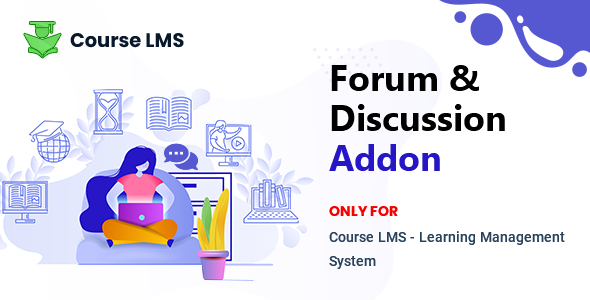 Course LMS
Forum &
Discussion
Addon
ONLY FOR
Course LMS - Learning Management
System